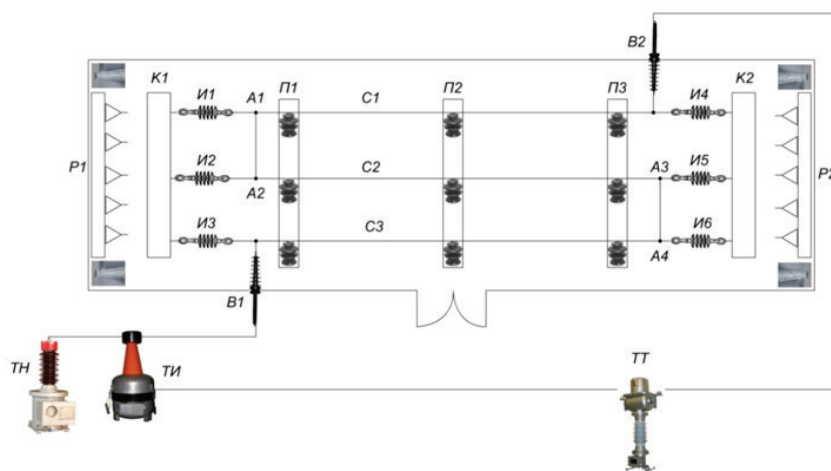 В2
К1
И1
А1
П1
С1
П2
П3
И4
К2
Р1
И2
А2
С2
А3
И5
Р2
И3
С3
А4
И6
В1
ТН
ТИ
ТТ